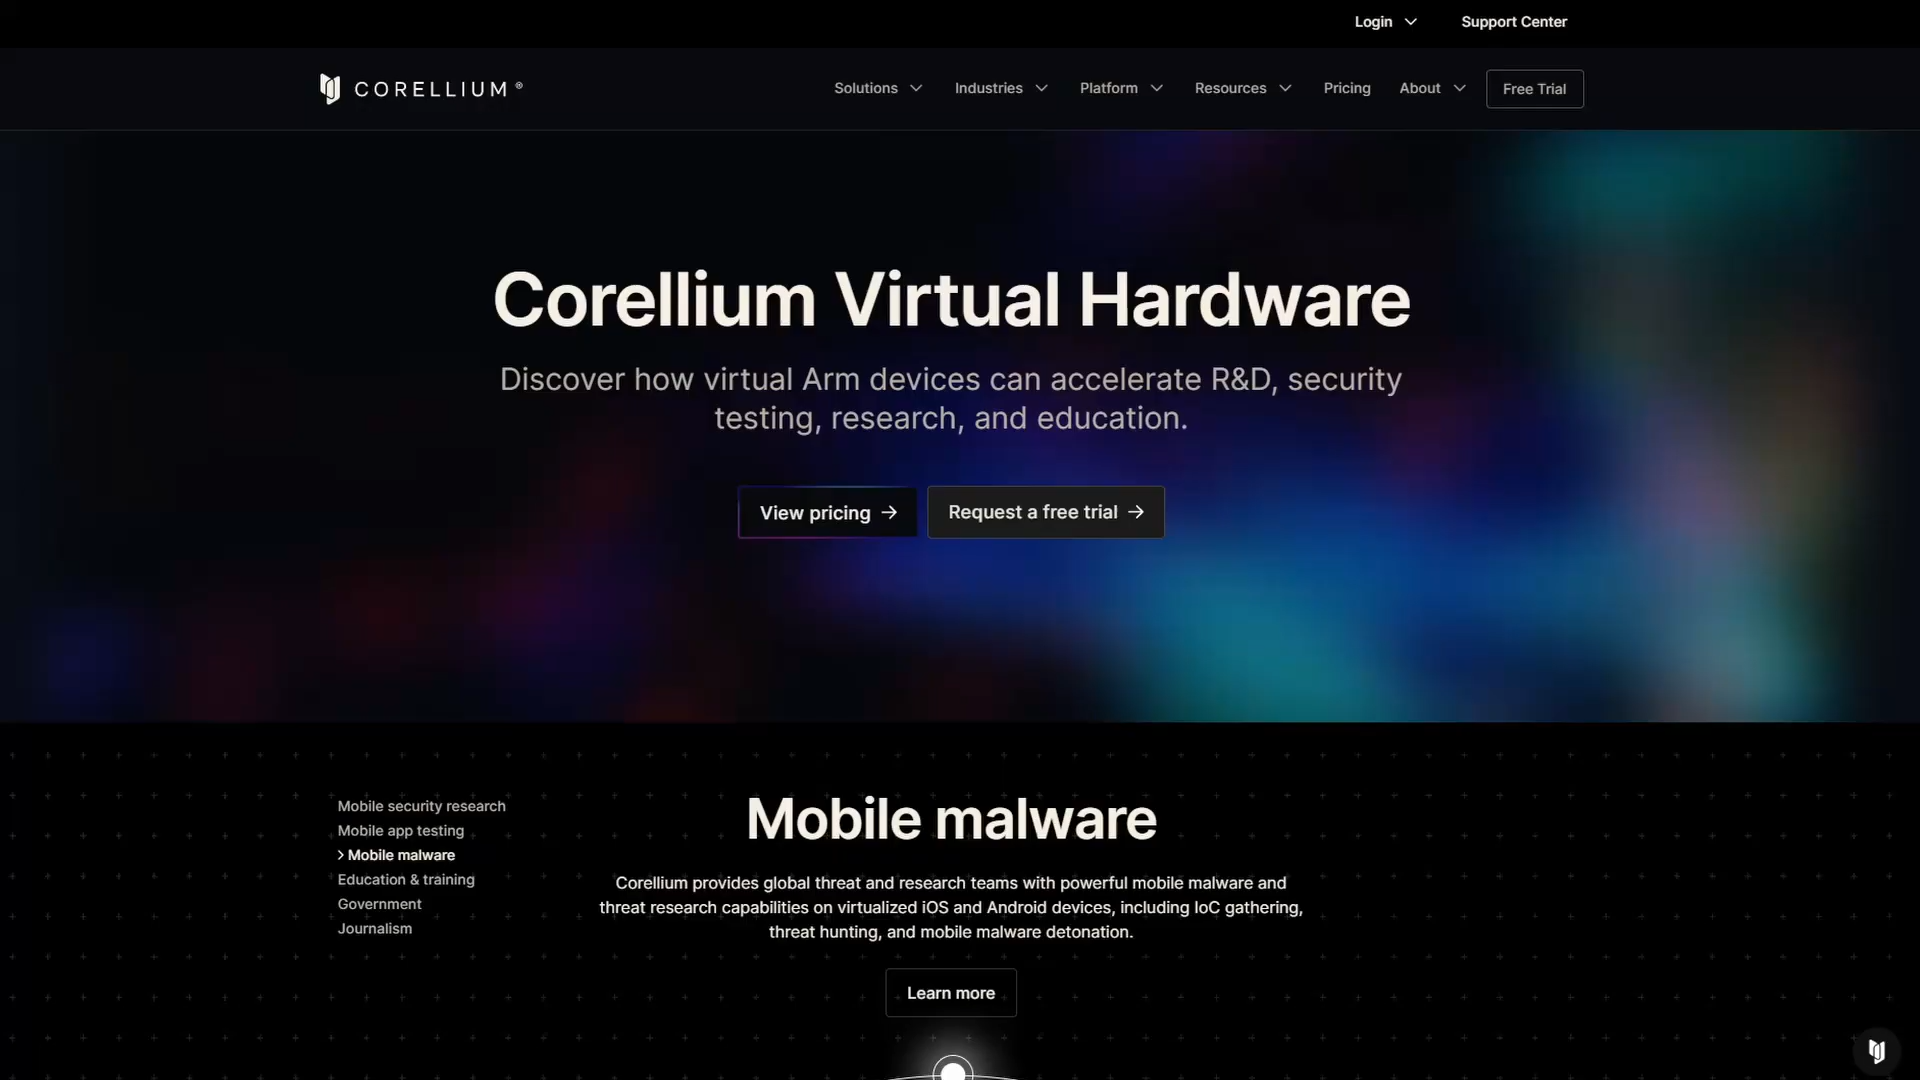 Login
Support Center
CORELLIUM®
Solutions
Industries
Platform
Resources
Pricing
About
Free Trial
Corellium Virtual Hardware
Discover how virtual Arm devices can accelerate R&D, security
testing, research, and education.
View pricing →
Request a free trial →
Mobile security research
Mobile app testing
> Mobile malware
Education & training
Government
Journalism
Mobile malware
Corellium provides global threat and research teams with powerful mobile malware and
threat research capabilities on virtualized iOS and Android devices, including IoC gathering,
threat hunting, and mobile malware detonation.
Learn more